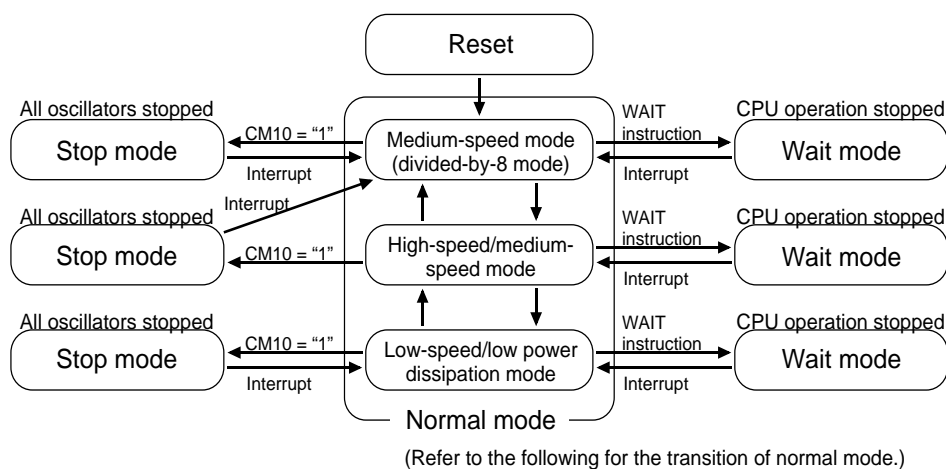 Reset
All oscillators stopped
Stop mode
CM10 = “1”
Interrupt
Medium-speed mode
(divided-by-8 mode)
WAIT
instruction
Interrupt
CPU operation stopped
Wait mode
All oscillators stopped
Stop mode
Interrupt
CM10 = “1”
High-speed/medium-
speed mode
WAIT
instruction
Interrupt
CPU operation stopped
Wait mode
All oscillators stopped
Stop mode
CM10 = “1”
Interrupt
Low-speed/low power
dissipation mode
WAIT
instruction
Interrupt
CPU operation stopped
Wait mode
Normal mode
(Refer to the following for the transition of normal mode.)